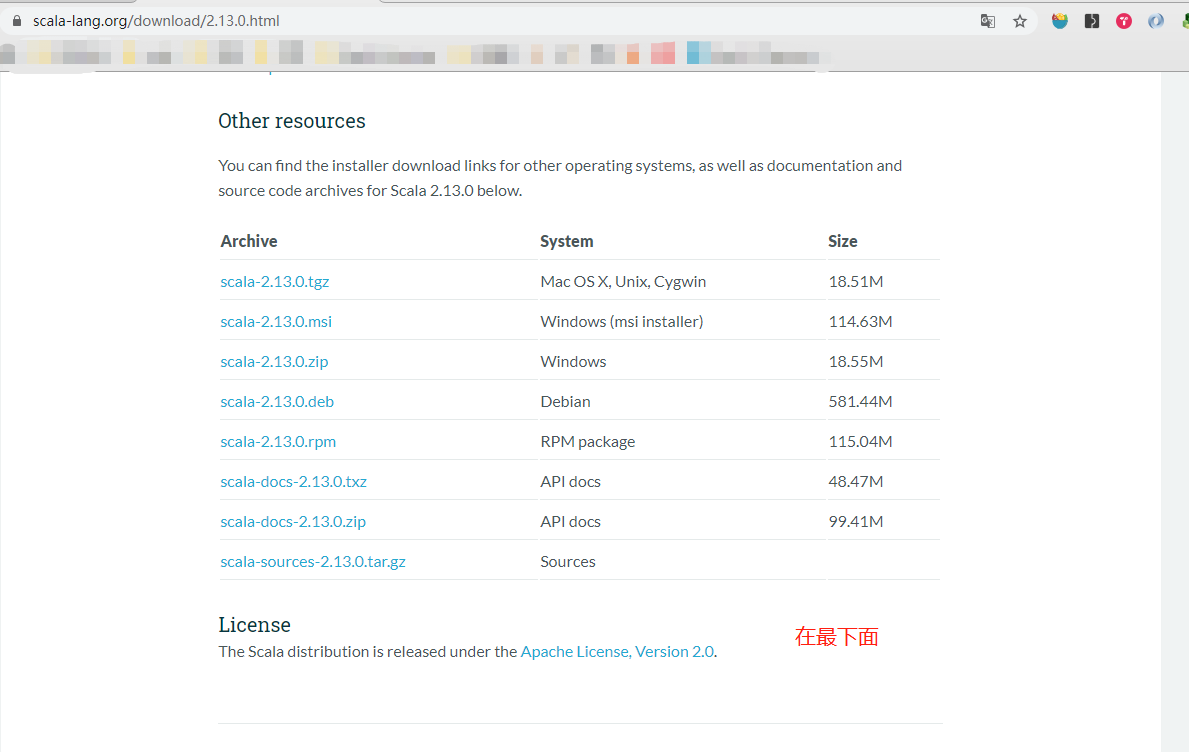 scala-lang.org/download/2.13.0.html
Other resources
You can find the installer download links for other operating systems, as well as documentation and
source code archives for Scala 2.13.0 below.
Archive System Size
scala-2.13.0.tgz Mac OS X, Unix, Cygwin 18.51M
scala-2.13.0.msi Windows (msi installer) 114.63M
scala-2.13.0.zip Windows 18.55M
scala-2.13.0.deb Debian 581.44M
scala-2.13.0.rpm RPM package 115.04M
scala-docs-2.13.0.txz API docs 48.47M
scala-docs-2.13.0.zip API docs 99.41M
scala-sources-2.13.0.tar.gz Sources
License
在最下面
The Scala distribution is released under the Apache License, Version 2.0.